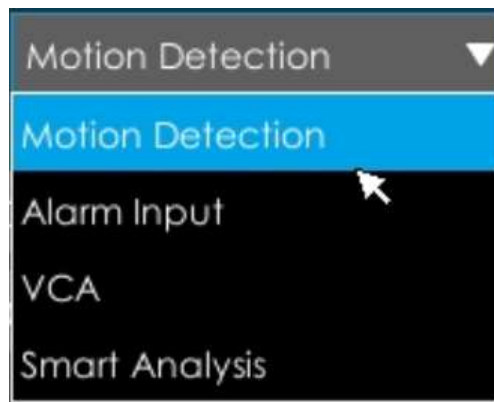 Motion Detection
Motion Detection
Alarm Input
VCA
Smart Analysis